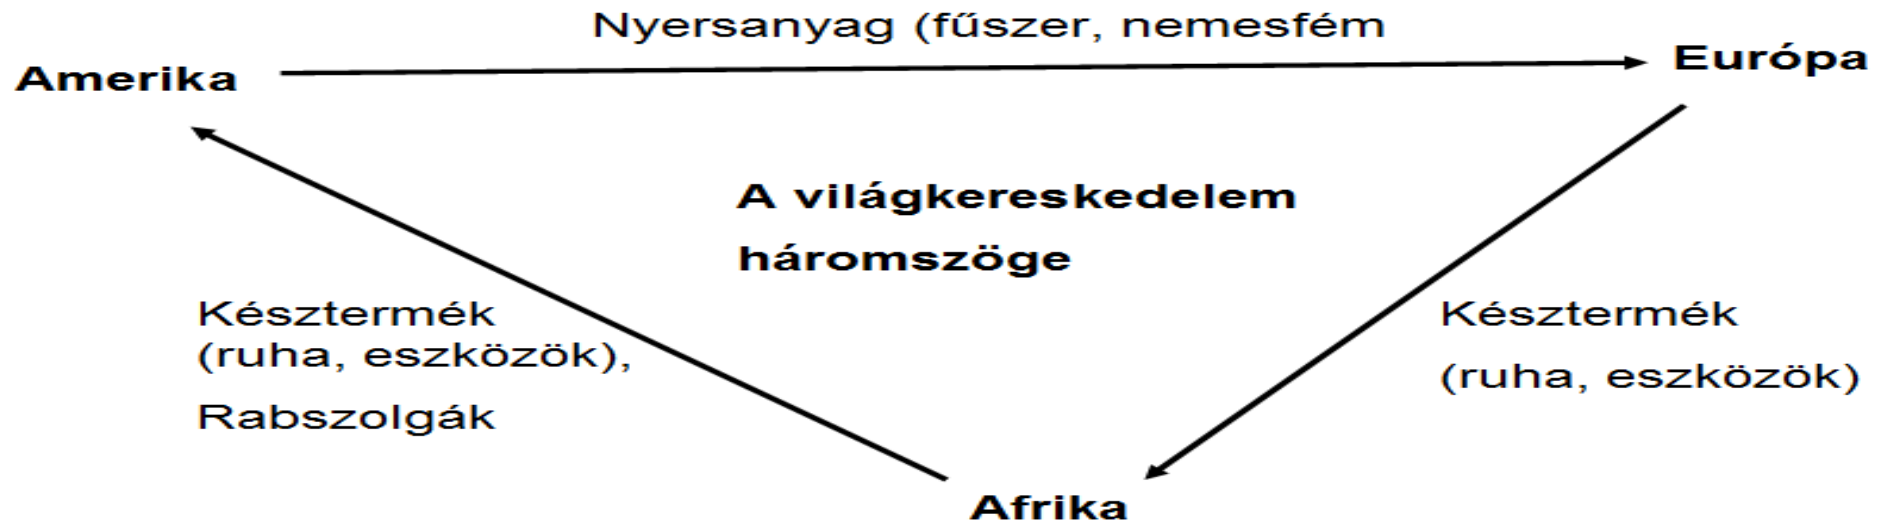 Nyersanyag (fűszer, nemesfém
Amerika
Európa
A világkereskedelem
háromszöge
Késztermék
(ruha, eszközök),
Rabszolgák
Késztermék
(ruha, eszközök)
Afrika